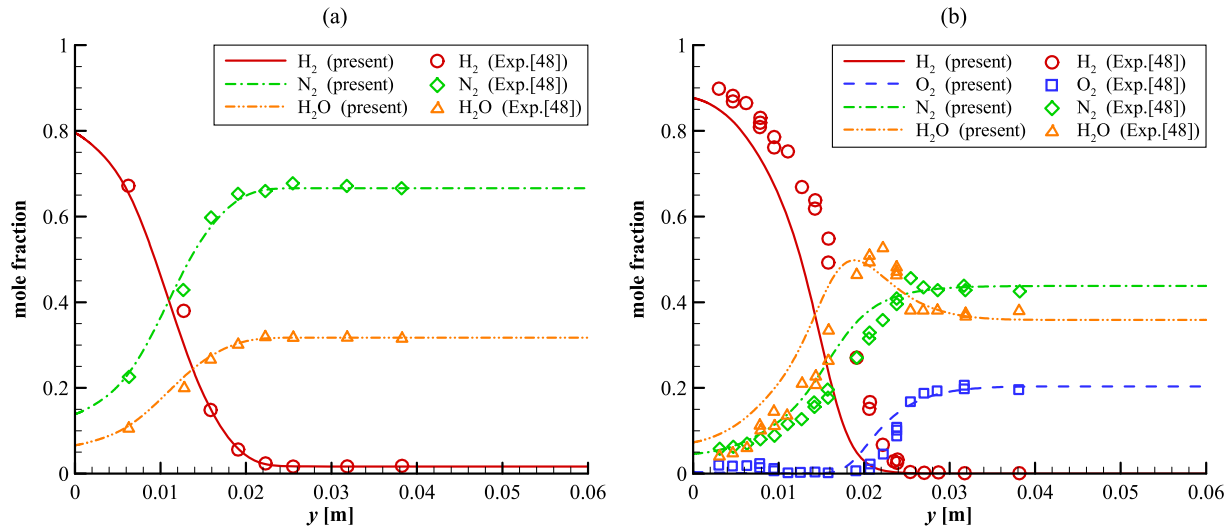 (a)
H₂ (present)
H₂ (Exp.[48])
N₂ (present)
N₂ (Exp.[48])
H₂O (present)
H₂O (Exp.[48])
mole fraction
1
0.8
0.6
0.4
0.2
0
0
0.01
0.02
0.03
0.04
0.05
0.06
y [m]
(b)
H₂ (present)
H₂ (Exp.[48])
O₂ (present)
O₂ (Exp.[48])
N₂ (present)
N₂ (Exp.[48])
H₂O (present)
H₂O (Exp.[48])
mole fraction
1
0.8
0.6
0.4
0.2
0
0
0.01
0.02
0.03
0.04
0.05
0.06
y [m]